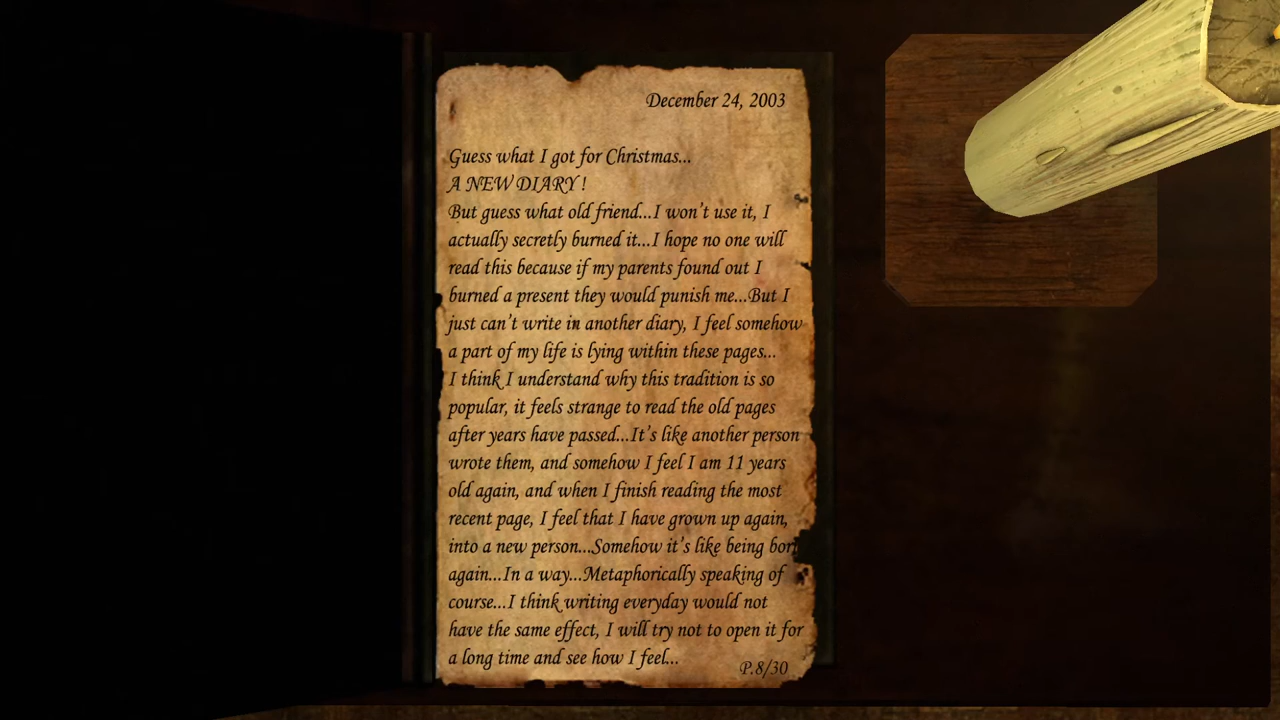 December 24, 2003
Guess what I got for Christmas...
A NEW DIARY !
But guess what old friend...I won't use it, I
actually secretly burned it...I hope no one will
read this because if my parents found out I
burned a present they would punish me...But I
just can't write in another diary, I feel somehow
a part of my life is lying within these pages...
I think I understand why this tradition is so
popular, it feels strange to read the old pages
after years have passed...It's like another person
wrote them, and somehow I feel I am 11 years
old again, and when I finish reading the most
recent page, I feel that I have grown up again,
into a new person...Somehow it's like being born
again...In a way...Metaphorically speaking of
course...I think writing everyday would not
have the same effect, I will try not to open it for
a long time and see how I feel...
P.8/30